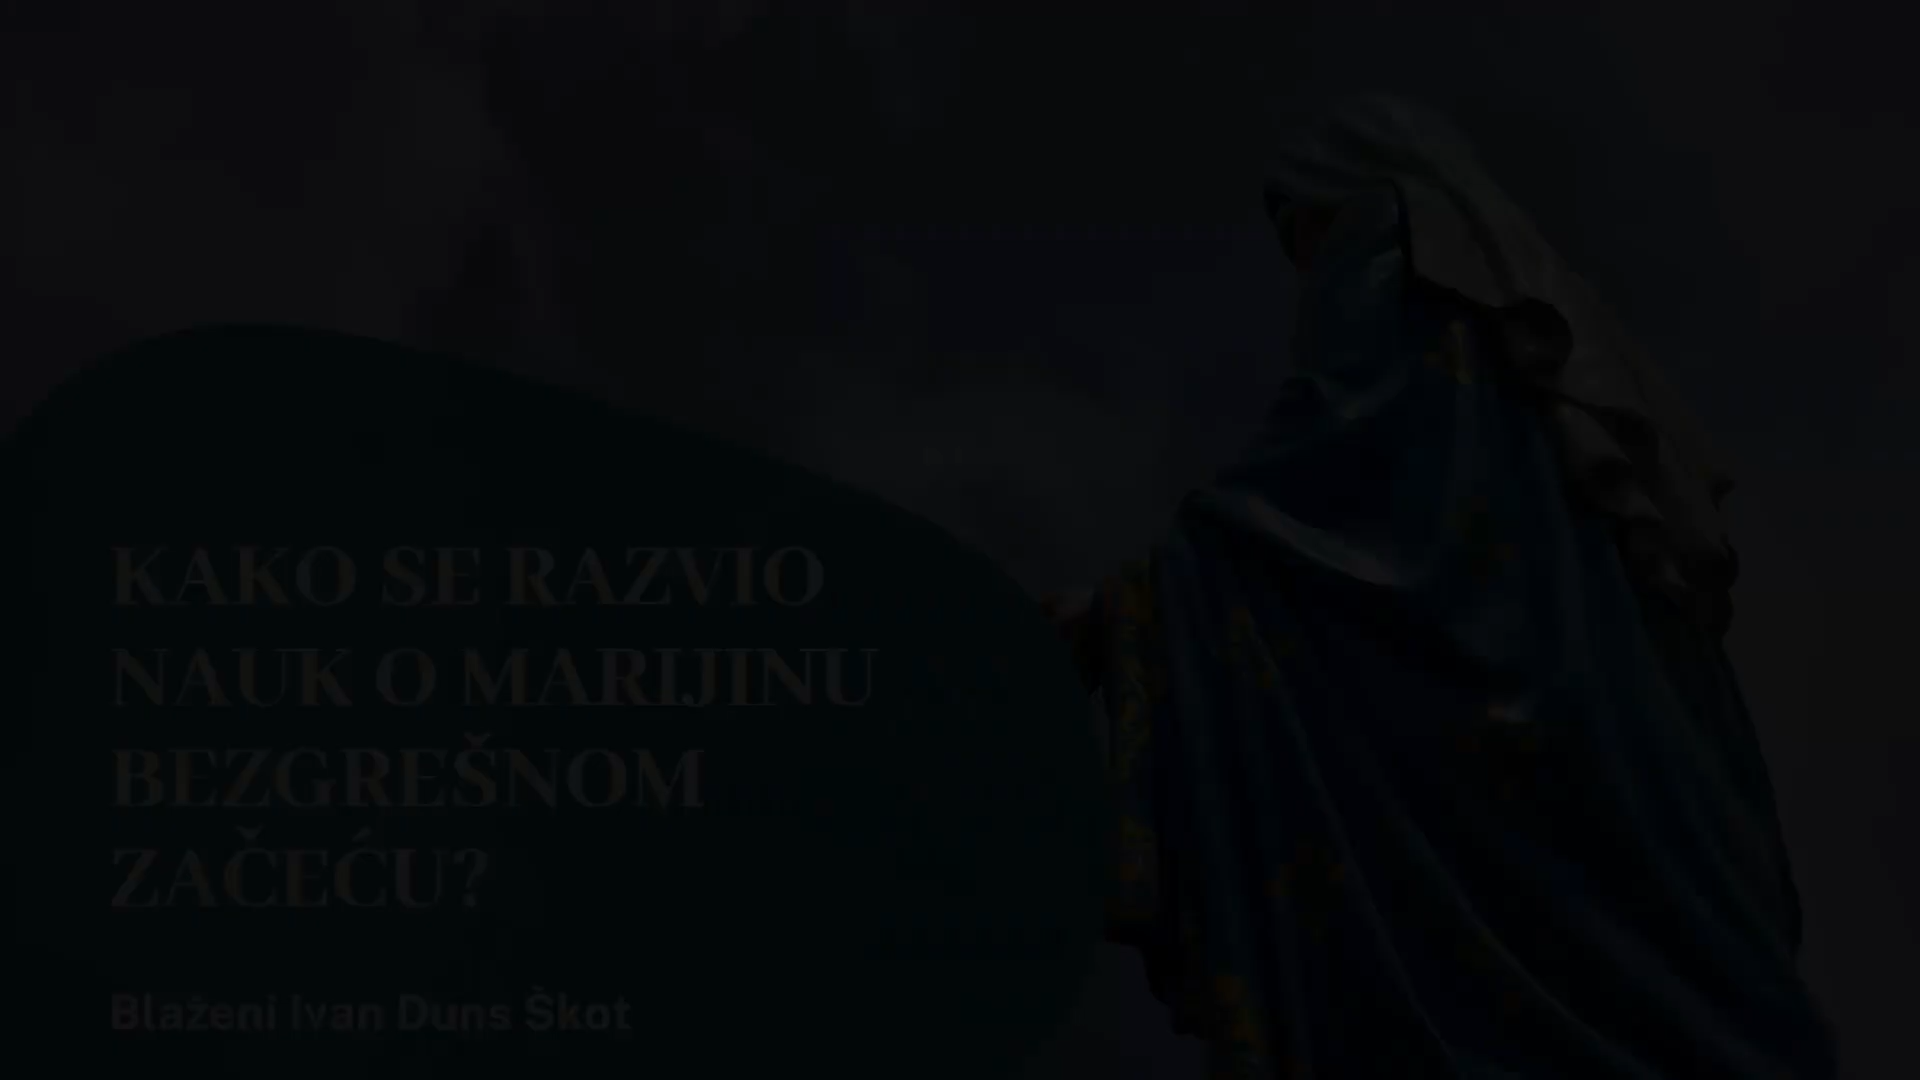 KAKO SE RAZVIO
NAUK O MARIJINU
BEZGREŠNOM
ZAČEĆU?
Blaženi Ivan Duns Škot